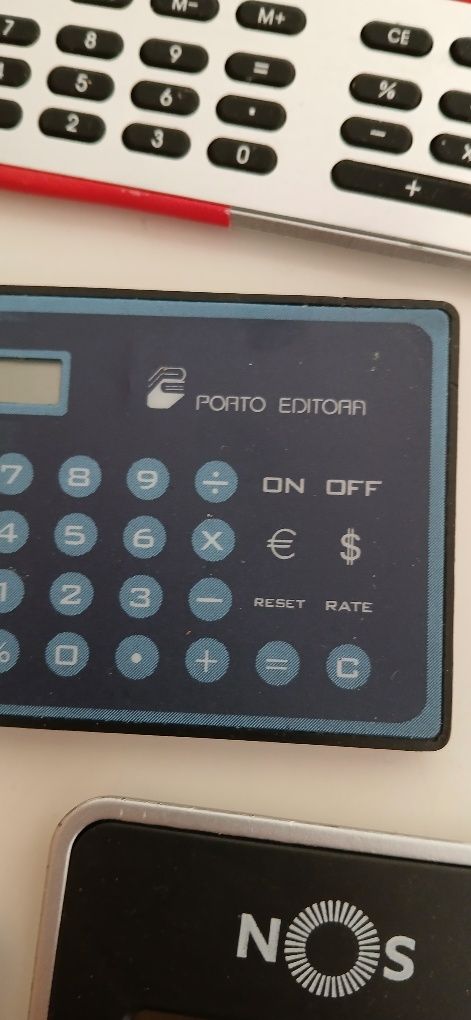 M- M+ CE
7 8 9 = %
4 5 6 · −
2 3 0 +
PORTO EDITORA
7 8 9 ÷ ON OFF
4 5 6 X € $
1 2 3 − RESET RATE
% 0 · + = C
NOS